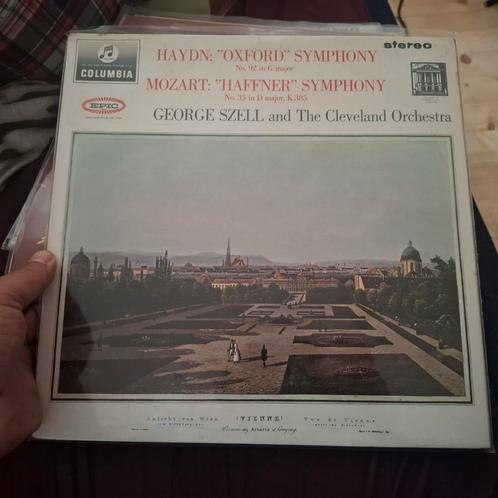 COLUMBIA
EPIC
HAYDN: "OXFORD" SYMPHONY
No. 92 in G major
MOZART: "HAFFNER" SYMPHONY
No. 35 in D major, K.385
GEORGE SZELL and The Cleveland Orchestra
stereo
Ansicht von Wien (VIENNE) Vue de Vienne